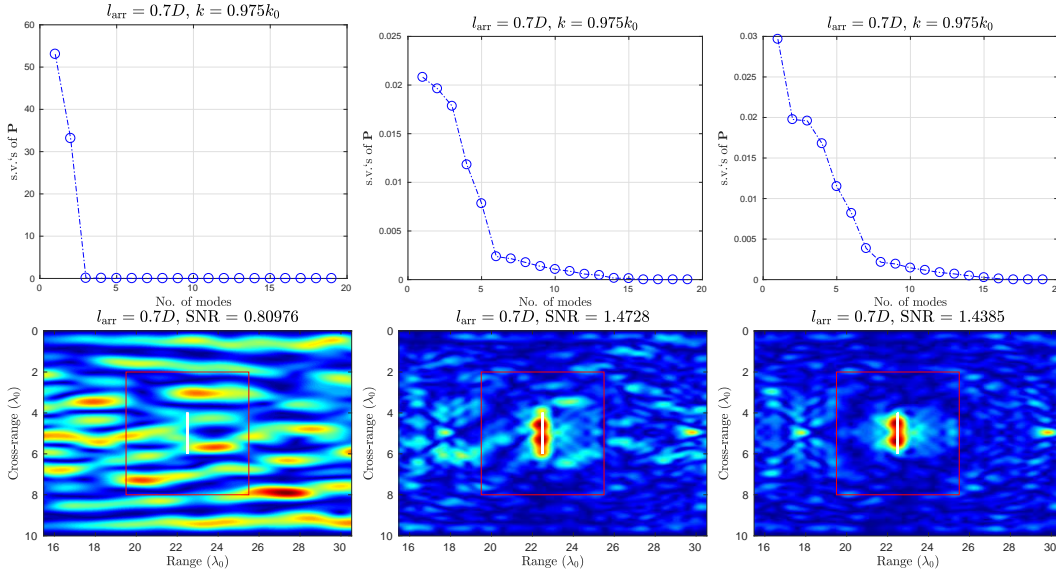 l_arr = 0.7D, k = 0.975k_0
60
50
40
30
20
10
0
s.v.'s of P
0 5 10 15 20
No. of modes
l_arr = 0.7D, k = 0.975k_0
0.025
0.02
0.015
0.01
0.005
0
s.v.'s of P
0 5 10 15 20
No. of modes
l_arr = 0.7D, k = 0.975k_0
0.03
0.025
0.02
0.015
0.01
0.005
0
s.v.'s of P
0 5 10 15 20
No. of modes
l_arr = 0.7D, SNR = 0.80976
0
2
4
6
8
10
Cross-range (λ_0)
16 18 20 22 24 26 28 30
Range (λ_0)
l_arr = 0.7D, SNR = 1.4728
0
2
4
6
8
10
Cross-range (λ_0)
16 18 20 22 24 26 28 30
Range (λ_0)
l_arr = 0.7D, SNR = 1.4385
0
2
4
6
8
10
Cross-range (λ_0)
16 18 20 22 24 26 28 30
Range (λ_0)